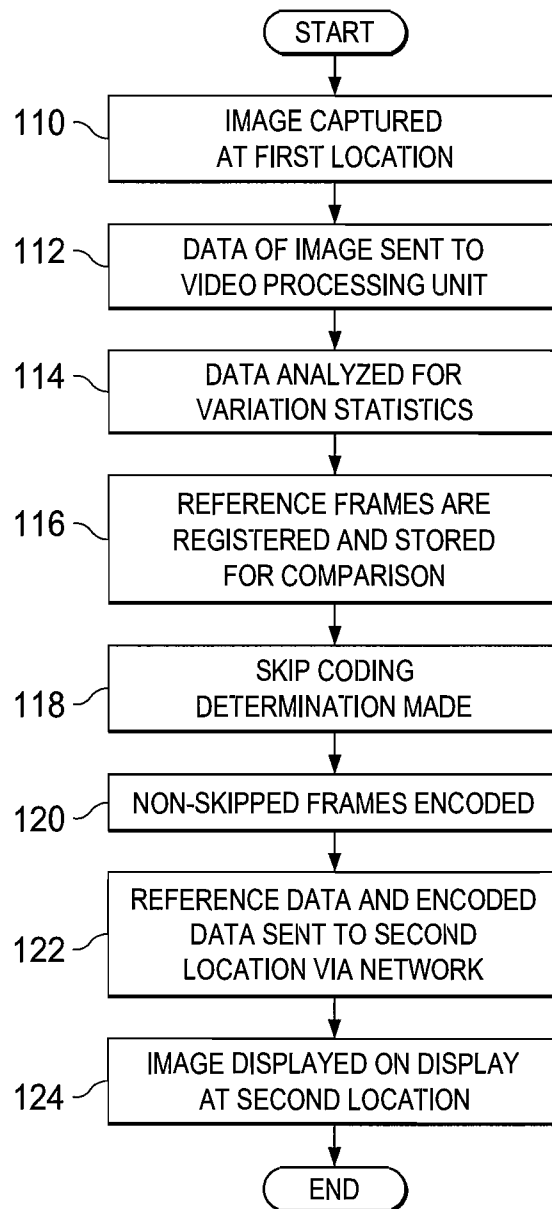 START
110
IMAGE CAPTURED
AT FIRST LOCATION
112
DATA OF IMAGE SENT TO
VIDEO PROCESSING UNIT
114
DATA ANALYZED FOR
VARIATION STATISTICS
116
REFERENCE FRAMES ARE
REGISTERED AND STORED
FOR COMPARISON
118
SKIP CODING
DETERMINATION MADE
120
NON-SKIPPED FRAMES ENCODED
122
REFERENCE DATA AND ENCODED
DATA SENT TO SECOND
LOCATION VIA NETWORK
124
IMAGE DISPLAYED ON DISPLAY
AT SECOND LOCATION
END